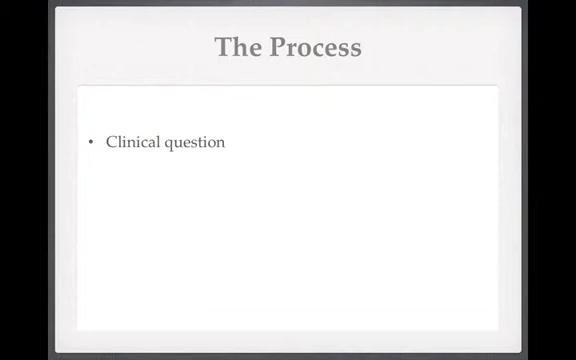 The Process
• Clinical question